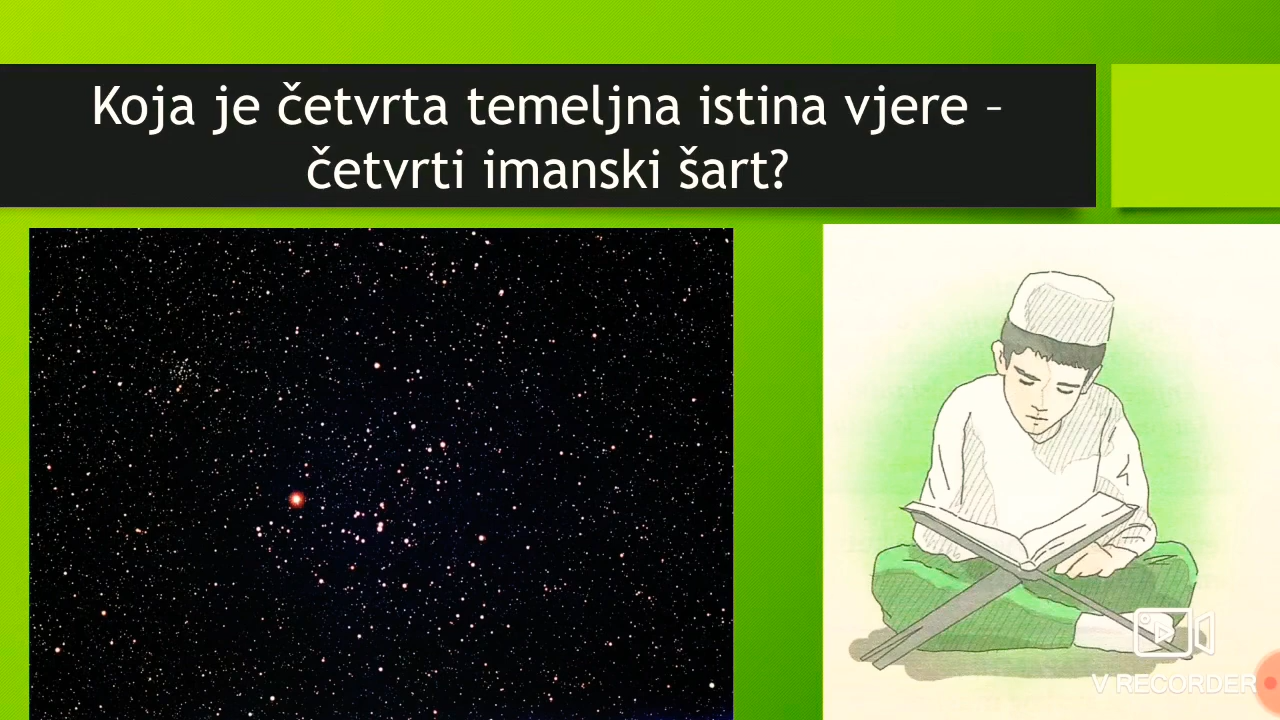 Koja je četvrta temeljna istina vjere –
četvrti imanski šart?
V RECORDER